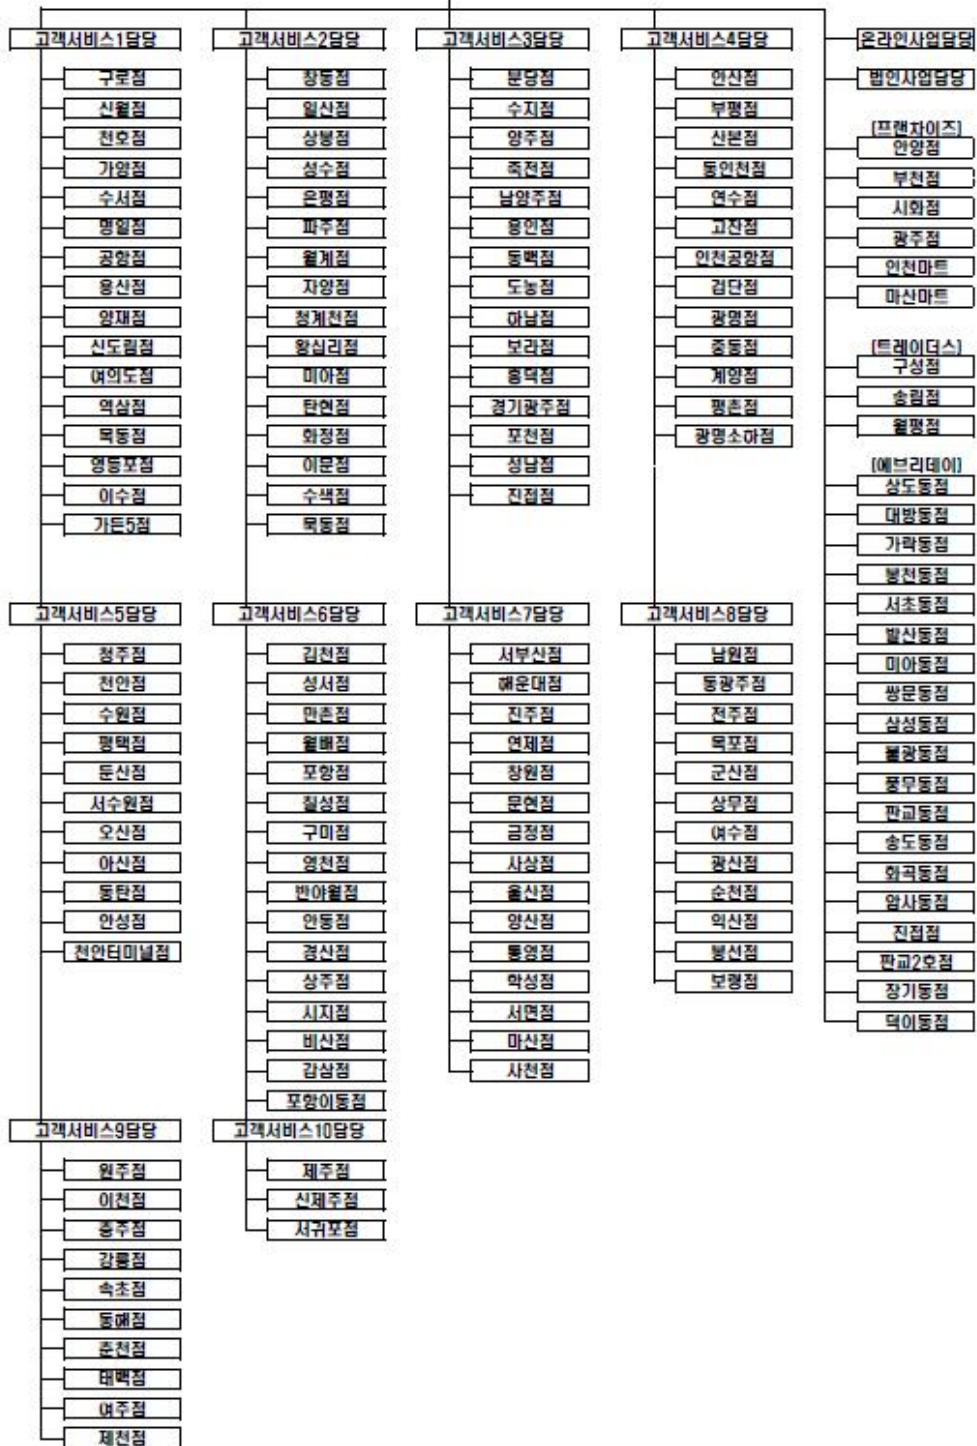 고객서비스1담당
구로점
신월점
천호점
가양점
수서점
명일점
공항점
용산점
양재점
신도림점
여의도점
역삼점
목동점
영등포점
이수점
가든5점
고객서비스2담당
창동점
일산점
상봉점
성수점
은평점
파주점
월계점
자양점
청계천점
왕십리점
미아점
탄현점
화정점
이문점
수색점
목동점
고객서비스3담당
분당점
수지점
양주점
죽전점
남양주점
용인점
동백점
도농점
하남점
보라점
흥덕점
경기광주점
포천점
성남점
진접점
고객서비스4담당
안산점
부평점
산본점
동인천점
연수점
고잔점
인천공항점
검단점
광명점
중동점
계양점
평촌점
광명소하점
온라인사업담당
법인사업담당
[프랜차이즈]
안양점
부천점
시화점
광주점
인천마트
마산마트
[트레이더스]
구성점
송림점
월평점
[에브리데이]
상도동점
대방동점
가락동점
봉천동점
서초동점
발산동점
미아동점
쌍문동점
삼성동점
불광동점
풍무동점
판교동점
송도동점
화곡동점
암사동점
진접점
판교2호점
장기동점
덕이동점
고객서비스5담당
청주점
천안점
수원점
평택점
둔산점
서수원점
오산점
아산점
동탄점
안성점
천안터미널점
고객서비스6담당
김천점
성서점
만촌점
월배점
포항점
칠성점
구미점
영천점
반야월점
안동점
경산점
상주점
시지점
비산점
감삼점
포항이동점
고객서비스7담당
서부산점
해운대점
진주점
연제점
창원점
문현점
금정점
사상점
울산점
양산점
통영점
학성점
서면점
마산점
사천점
고객서비스8담당
남원점
동광주점
전주점
목포점
군산점
상무점
여수점
광산점
순천점
익산점
봉선점
보령점
고객서비스9담당
원주점
이천점
충주점
강릉점
속초점
동해점
춘천점
태백점
여주점
제천점
고객서비스10담당
제주점
신제주점
서귀포점